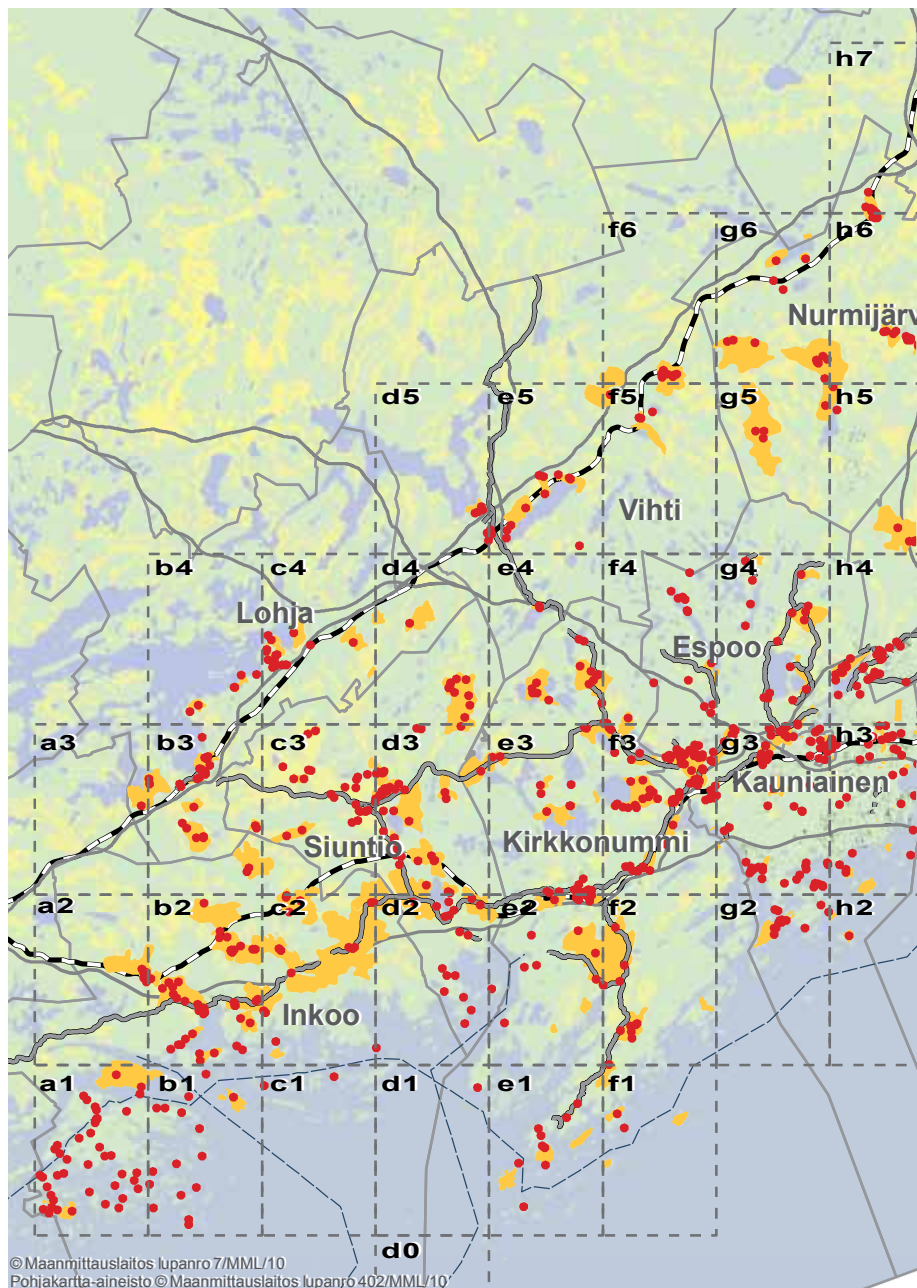 h7
f6 g6 h6
Nurmijärv
d5 e5 f5 g5 h5
Vihti
b4 c4 d4 e4 f4 g4 h4
Lohja
Espoo
a3 b3 c3 d3 e3 f3 g3 h3
Kauniainen
Siuntio Kirkkonummi
a2 b2 c2 d2 e2 f2 g2 h2
Inkoo
a1 b1 c1 d1 e1 f1
d0
© Maanmittauslaitos lupanro 7/MML/10
Pohjakartta-aineisto © Maanmittauslaitos lupanro 402/MML/10